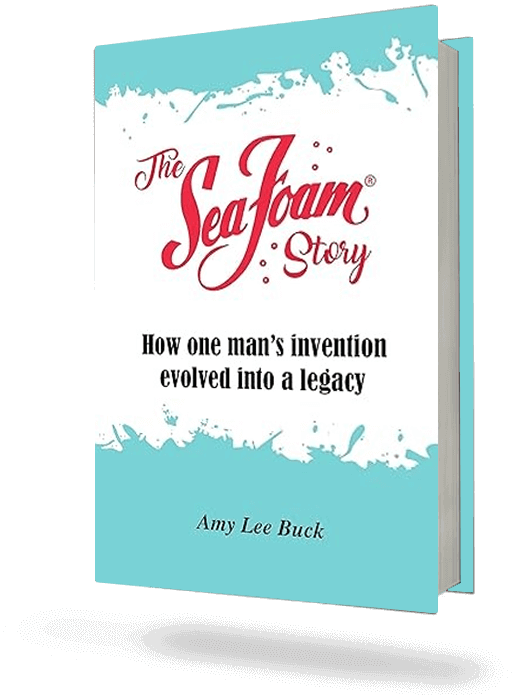 The
Sea Foam®
Story
How one man's invention
evolved into a legacy
Amy Lee Buck